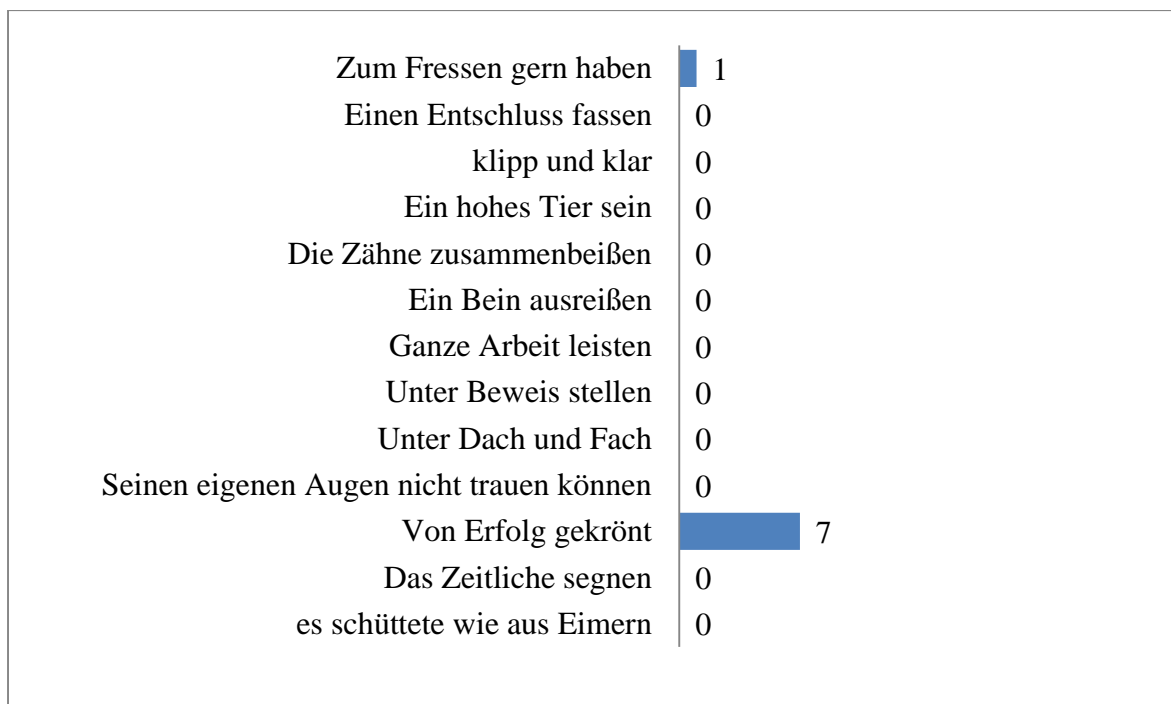 Zum Fressen gern haben 1
Einen Entschluss fassen 0
klipp und klar 0
Ein hohes Tier sein 0
Die Zähne zusammenbeißen 0
Ein Bein ausreißen 0
Ganze Arbeit leisten 0
Unter Beweis stellen 0
Unter Dach und Fach 0
Seinen eigenen Augen nicht trauen können 0
Von Erfolg gekrönt 7
Das Zeitliche segnen 0
es schüttete wie aus Eimern 0